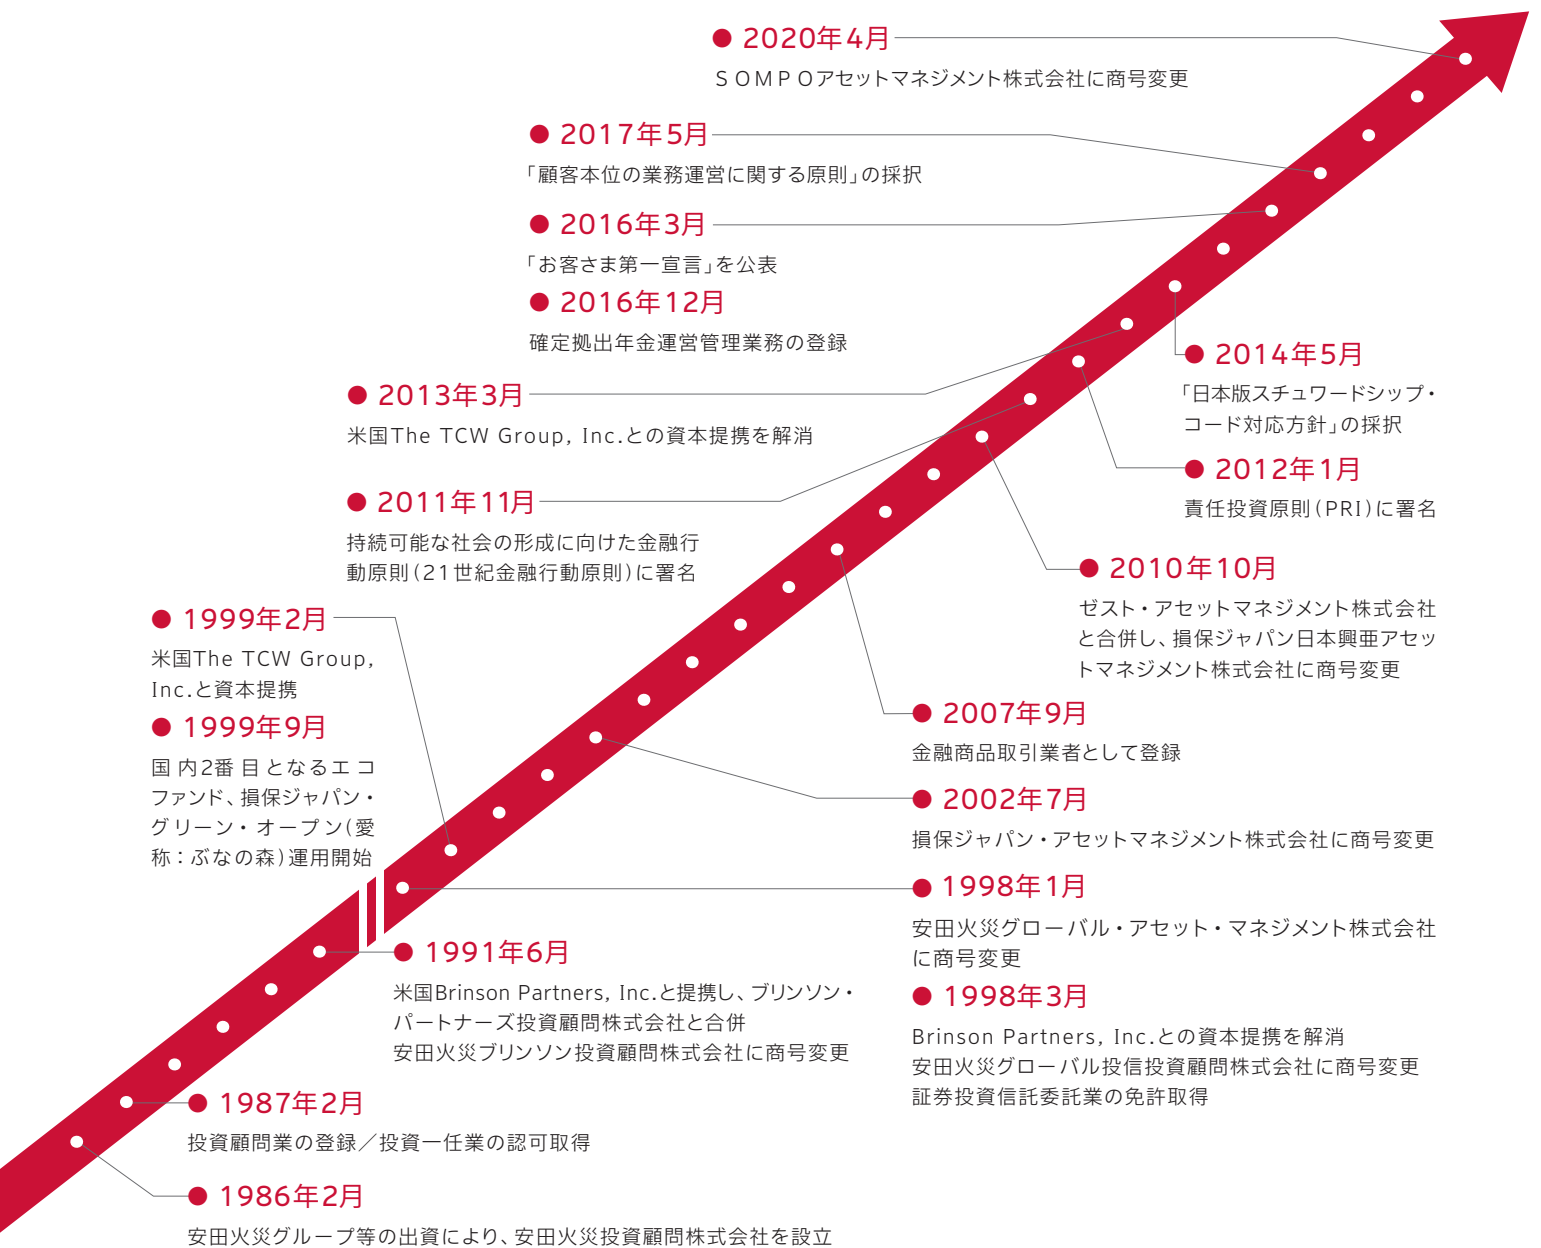 ● 2020年4月
ＳＯＭＰＯアセットマネジメント株式会社に商号変更
● 2017年5月
「顧客本位の業務運営に関する原則」の採択
● 2016年3月
「お客さま第一宣言」を公表
● 2016年12月
確定拠出年金運営管理業務の登録
● 2014年5月
「日本版スチュワードシップ・
コード対応方針」の採択
● 2013年3月
米国The TCW Group, Inc.との資本提携を解消
● 2012年1月
責任投資原則（PRI）に署名
● 2011年11月
持続可能な社会の形成に向けた金融行
動原則（21世紀金融行動原則）に署名
● 2010年10月
ゼスト・アセットマネジメント株式会社
と合併し、損保ジャパン日本興亜アセッ
トマネジメント株式会社に商号変更
● 1999年2月
米国The TCW Group,
Inc.と資本提携
● 1999年9月
国内2番目となるエコ
ファンド、損保ジャパン・
グリーン・オープン（愛
称：ぶなの森）運用開始
● 2007年9月
金融商品取引業者として登録
● 2002年7月
損保ジャパン・アセットマネジメント株式会社に商号変更
● 1998年1月
安田火災グローバル・アセット・マネジメント株式会社
に商号変更
● 1998年3月
Brinson Partners, Inc.との資本提携を解消
安田火災グローバル投信投資顧問株式会社に商号変更
証券投資信託委託業の免許取得
● 1991年6月
米国Brinson Partners, Inc.と提携し、ブリンソン・
パートナーズ投資顧問株式会社と合併
安田火災ブリンソン投資顧問株式会社に商号変更
● 1987年2月
投資顧問業の登録／投資一任業の認可取得
● 1986年2月
安田火災グループ等の出資により、安田火災投資顧問株式会社を設立